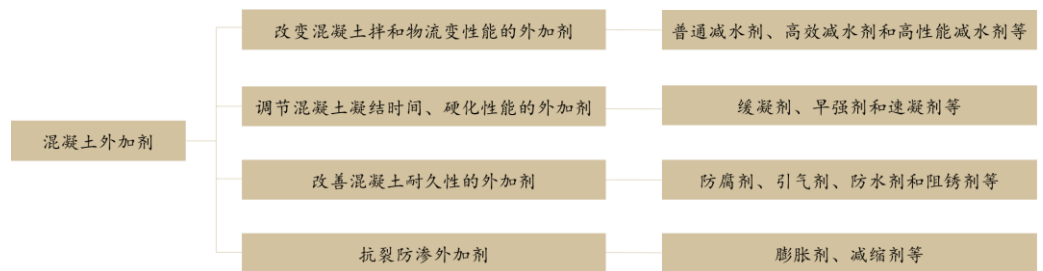 混凝土外加剂
改变混凝土拌和物流变性能的外加剂
普通减水剂、高效减水剂和高性能减水剂等
调节混凝土凝结时间、硬化性能的外加剂
缓凝剂、早强剂和速凝剂等
改善混凝土耐久性的外加剂
防腐剂、引气剂、防水剂和阻锈剂等
抗裂防渗外加剂
膨胀剂、减缩剂等